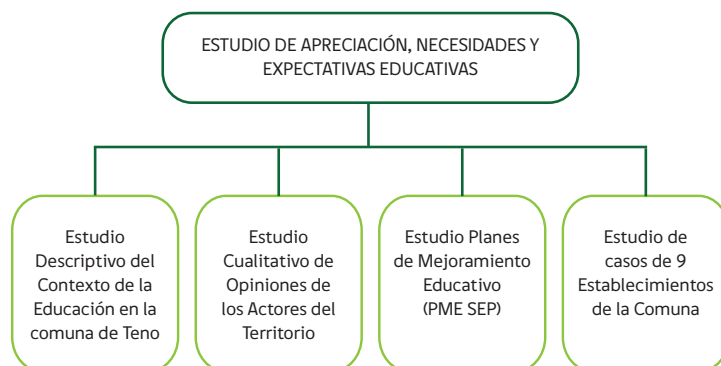 ESTUDIO DE APRECIACIÓN, NECESIDADES Y
EXPECTATIVAS EDUCATIVAS
Estudio
Descriptivo del
Contexto de la
Educación en la
comuna de Teno
Estudio
Cualitativo de
Opiniones de
los Actores del
Territorio
Estudio Planes
de Mejoramiento
Educativo
(PME SEP)
Estudio de
casos de 9
Establecimientos
de la Comuna